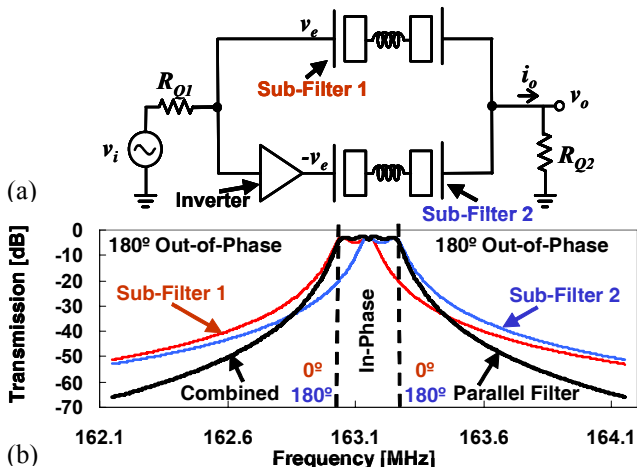 v_e
i_o
R_Q1
Sub-Filter 1
v_o
v_i
-v_e
R_Q2
Inverter
Sub-Filter 2
(a)
0
-10
-20
-30
-40
-50
-60
-70
Transmission [dB]
180º Out-of-Phase
180º Out-of-Phase
Sub-Filter 1
Sub-Filter 2
In-Phase
0º
180º
0º
180º
Combined
Parallel Filter
162.1
162.6
163.1
163.6
164.1
Frequency [MHz]
(b)